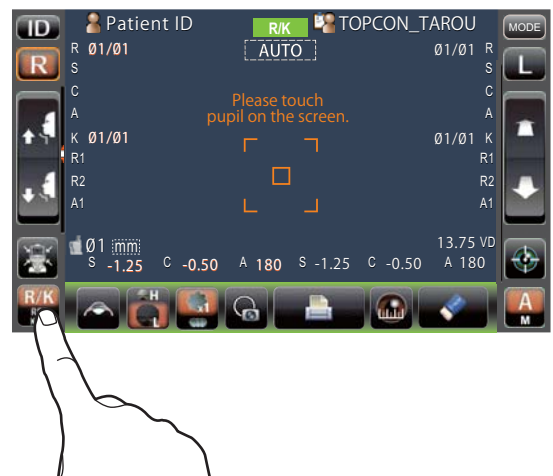 ID Patient ID R/K TOPCON_TAROU MODE
R R 01/01 AUTO 01/01 R L
S S
C C
A Please touch A
pupil on the screen.
K 01/01 01/01 K
R1 R1
R2 R2
A1 A1
01 mm 13.75 VD
S -1.25 C -0.50 A 180 S -1.25 C -0.50 A 180
R/K H L x1 A M